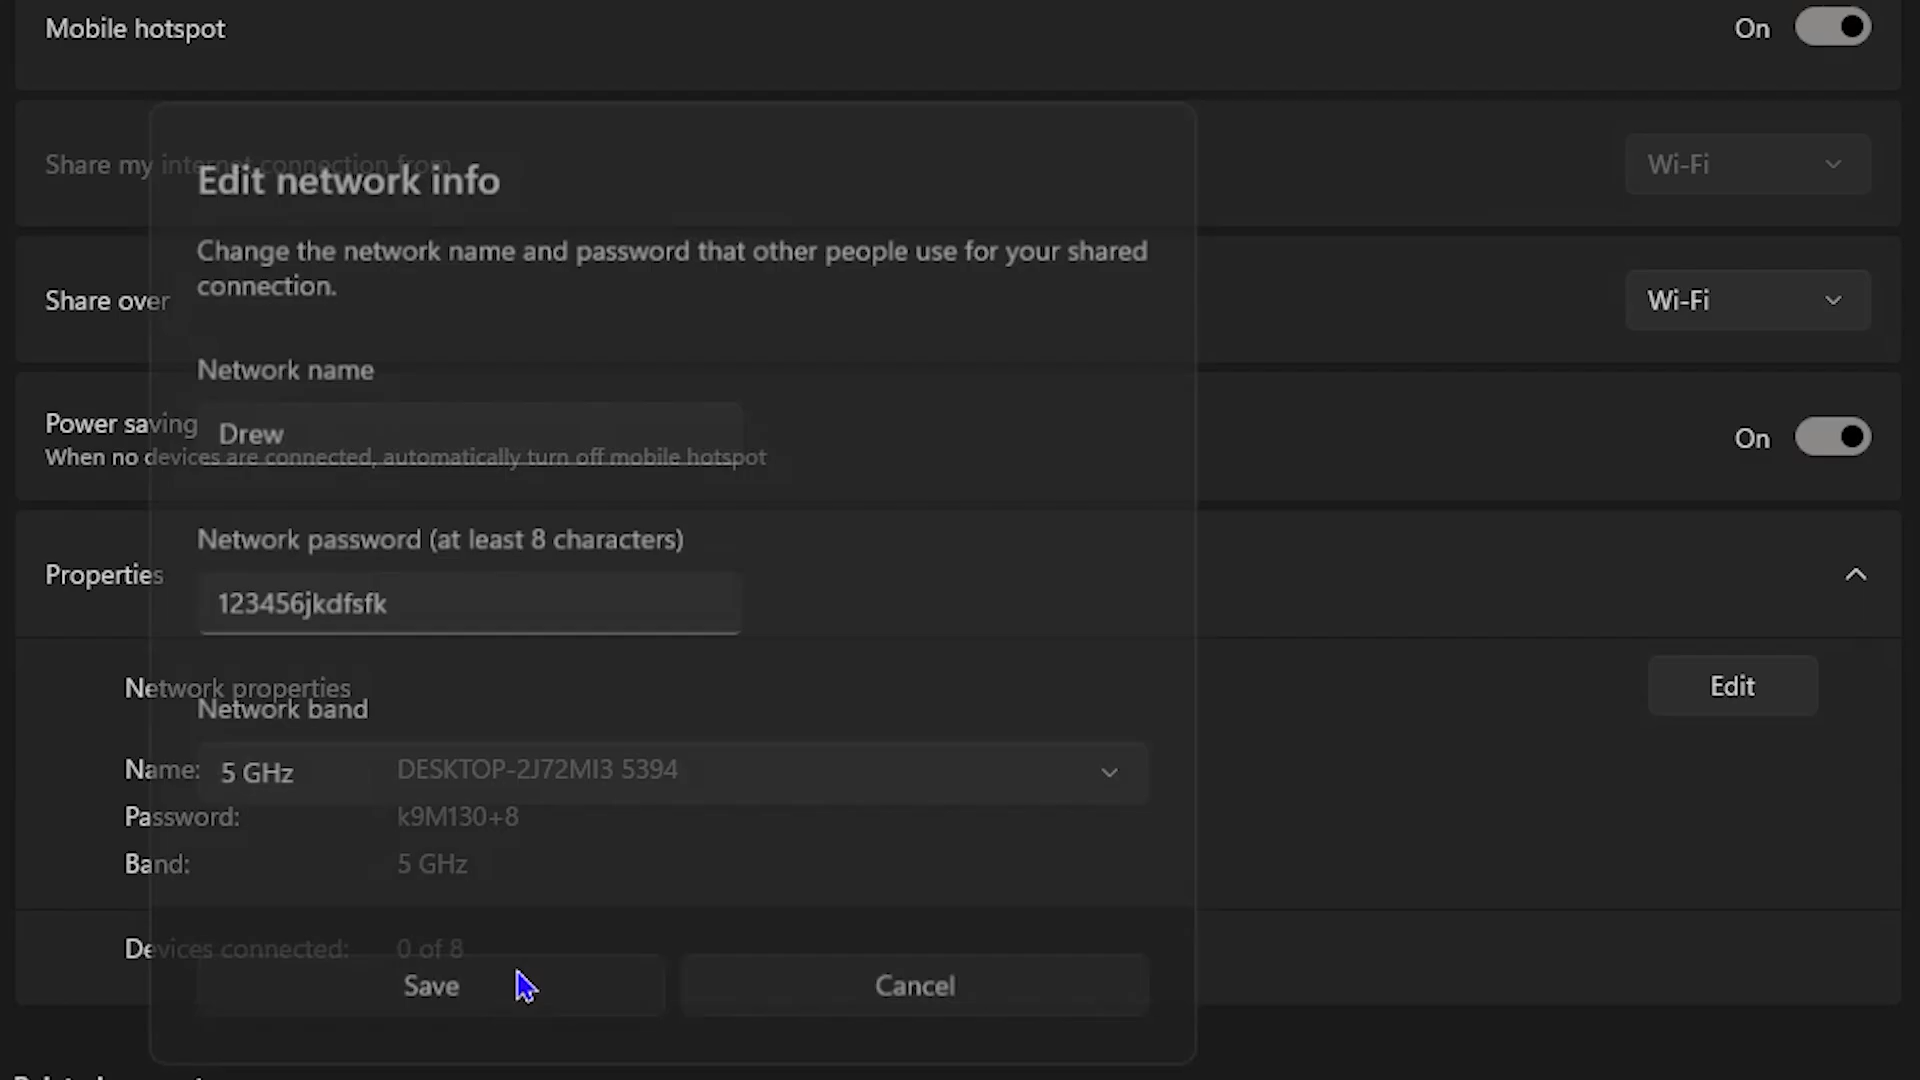 Mobile hotspot
On
Share my internet connection from
Wi-Fi
Edit network info
Change the network name and password that other people use for your shared
connection.
Share over
Wi-Fi
Network name
Power saving
Drew
On
When no devices are connected, automatically turn off mobile hotspot
Network password (at least 8 characters)
Properties
123456jkdfsfk
Network properties
Edit
Network band
Name: DESKTOP-2J72MI3 5394
5 GHz
Password: k9M130+8
Band: 5 GHz
Devices connected: 0 of 8
Save
Cancel